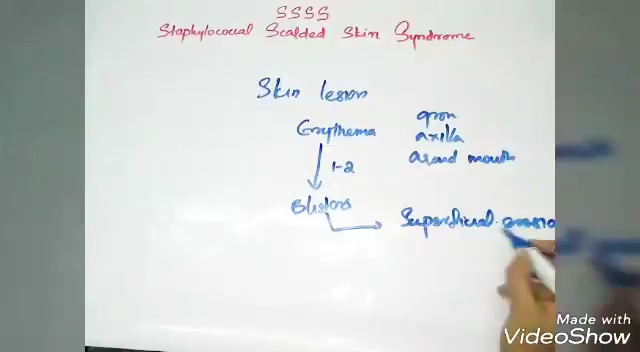 SSSS
Staphylococcal Scalded Skin Syndrome
Skin lesion
Erythema
groin
axilla
around mouth
1-2
Blisters
Superficial
Made with
VideoShow